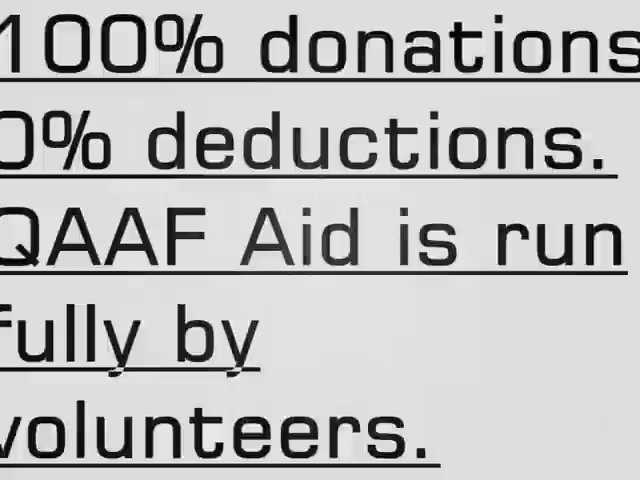 100% donations
0% deductions.
QAAF Aid is run
fully by
volunteers.